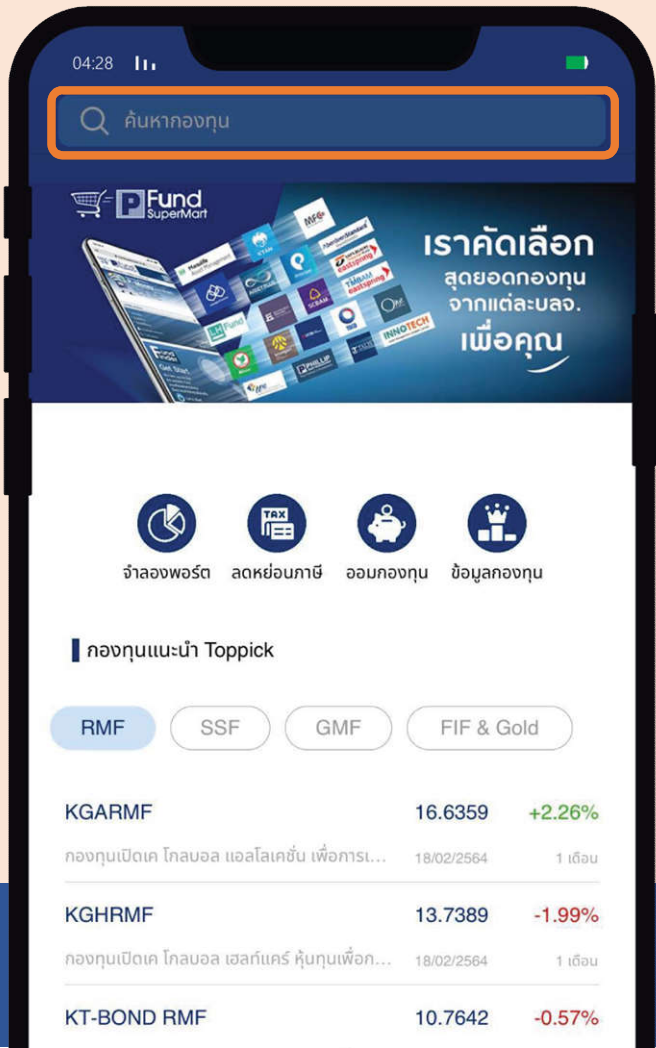 04:28
ค้นหากองทุน
P Fund
SuperMart
เราคัดเลือก
สุดยอดกองทุน
จากแต่ละบลจ.
เพื่อคุณ
MFC
KTAM
eastspring
TMBAM
eastspring
SCBAM
LH Fund
INNOTECH
PHILLIP
TAX
จำลองพอร์ต ลดหย่อนภาษี ออมกองทุน ข้อมูลกองทุน
กองทุนแนะนำ Toppick
RMF SSF GMF FIF & Gold
KGARMF 16.6359 +2.26%
กองทุนเปิดเค โกลบอล แอลโลเคชั่น เพื่อการเ... 18/02/2564 1 เดือน
KGHRMF 13.7389 -1.99%
กองทุนเปิดเค โกลบอล เฮลท์แคร์ หุ้นทุนเพื่อก... 18/02/2564 1 เดือน
KT-BOND RMF 10.7642 -0.57%